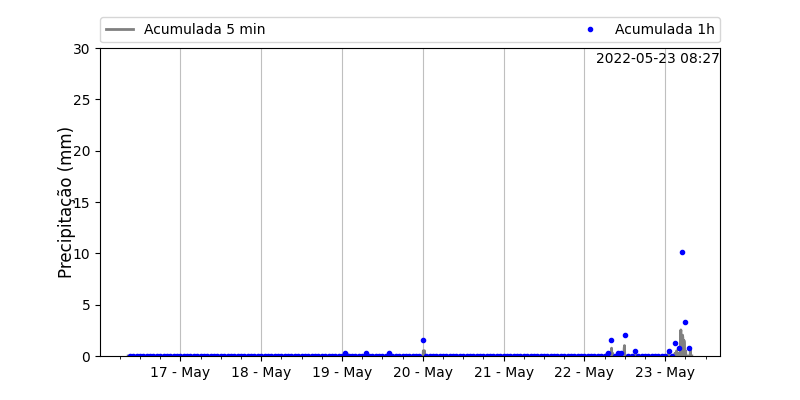 Acumulada 5 min
Acumulada 1h
2022-05-23 08:27
Precipitação (mm)
30
25
20
15
10
5
0
17 - May
18 - May
19 - May
20 - May
21 - May
22 - May
23 - May